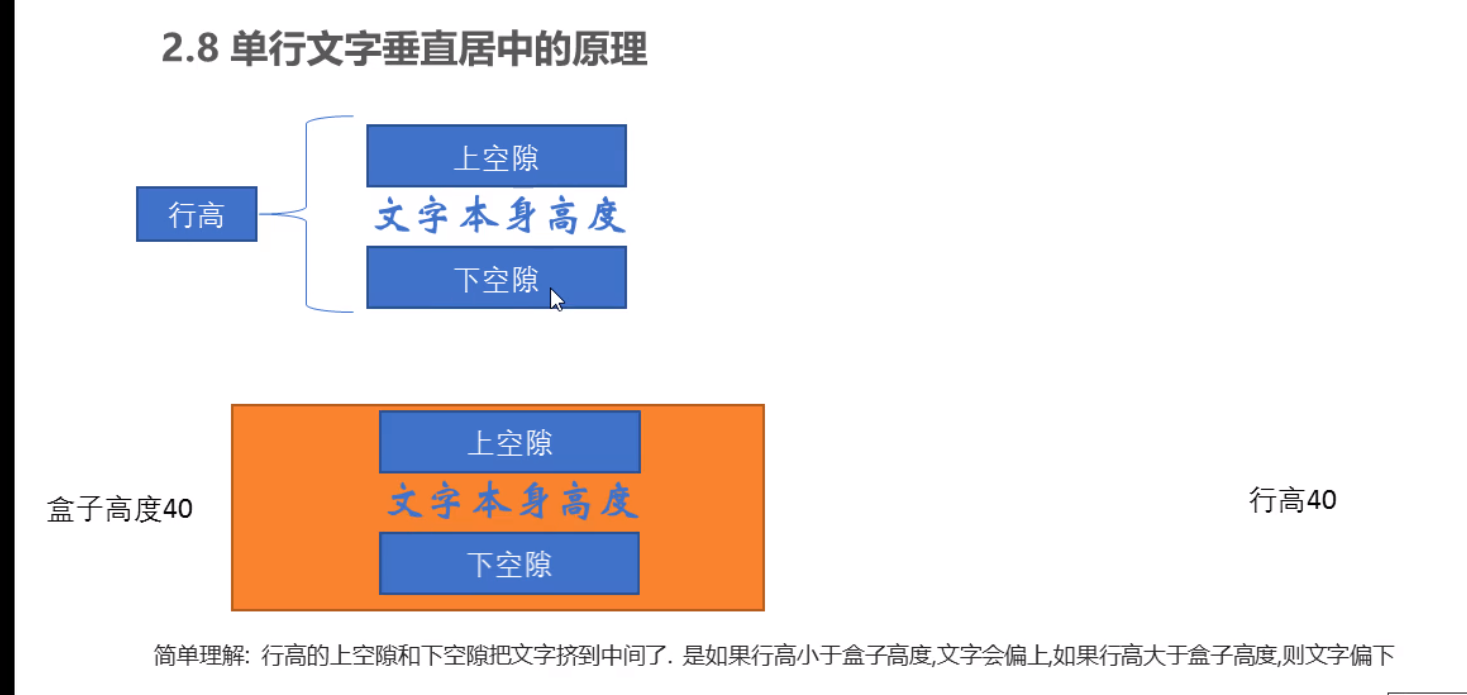 2.8 单行文字垂直居中的原理
上空隙
行高
文字本身高度
下空隙
上空隙
盒子高度40
文字本身高度
行高40
下空隙
简单理解: 行高的上空隙和下空隙把文字挤到中间了. 是如果行高小于盒子高度,文字会偏上,如果行高大于盒子高度,则文字偏下